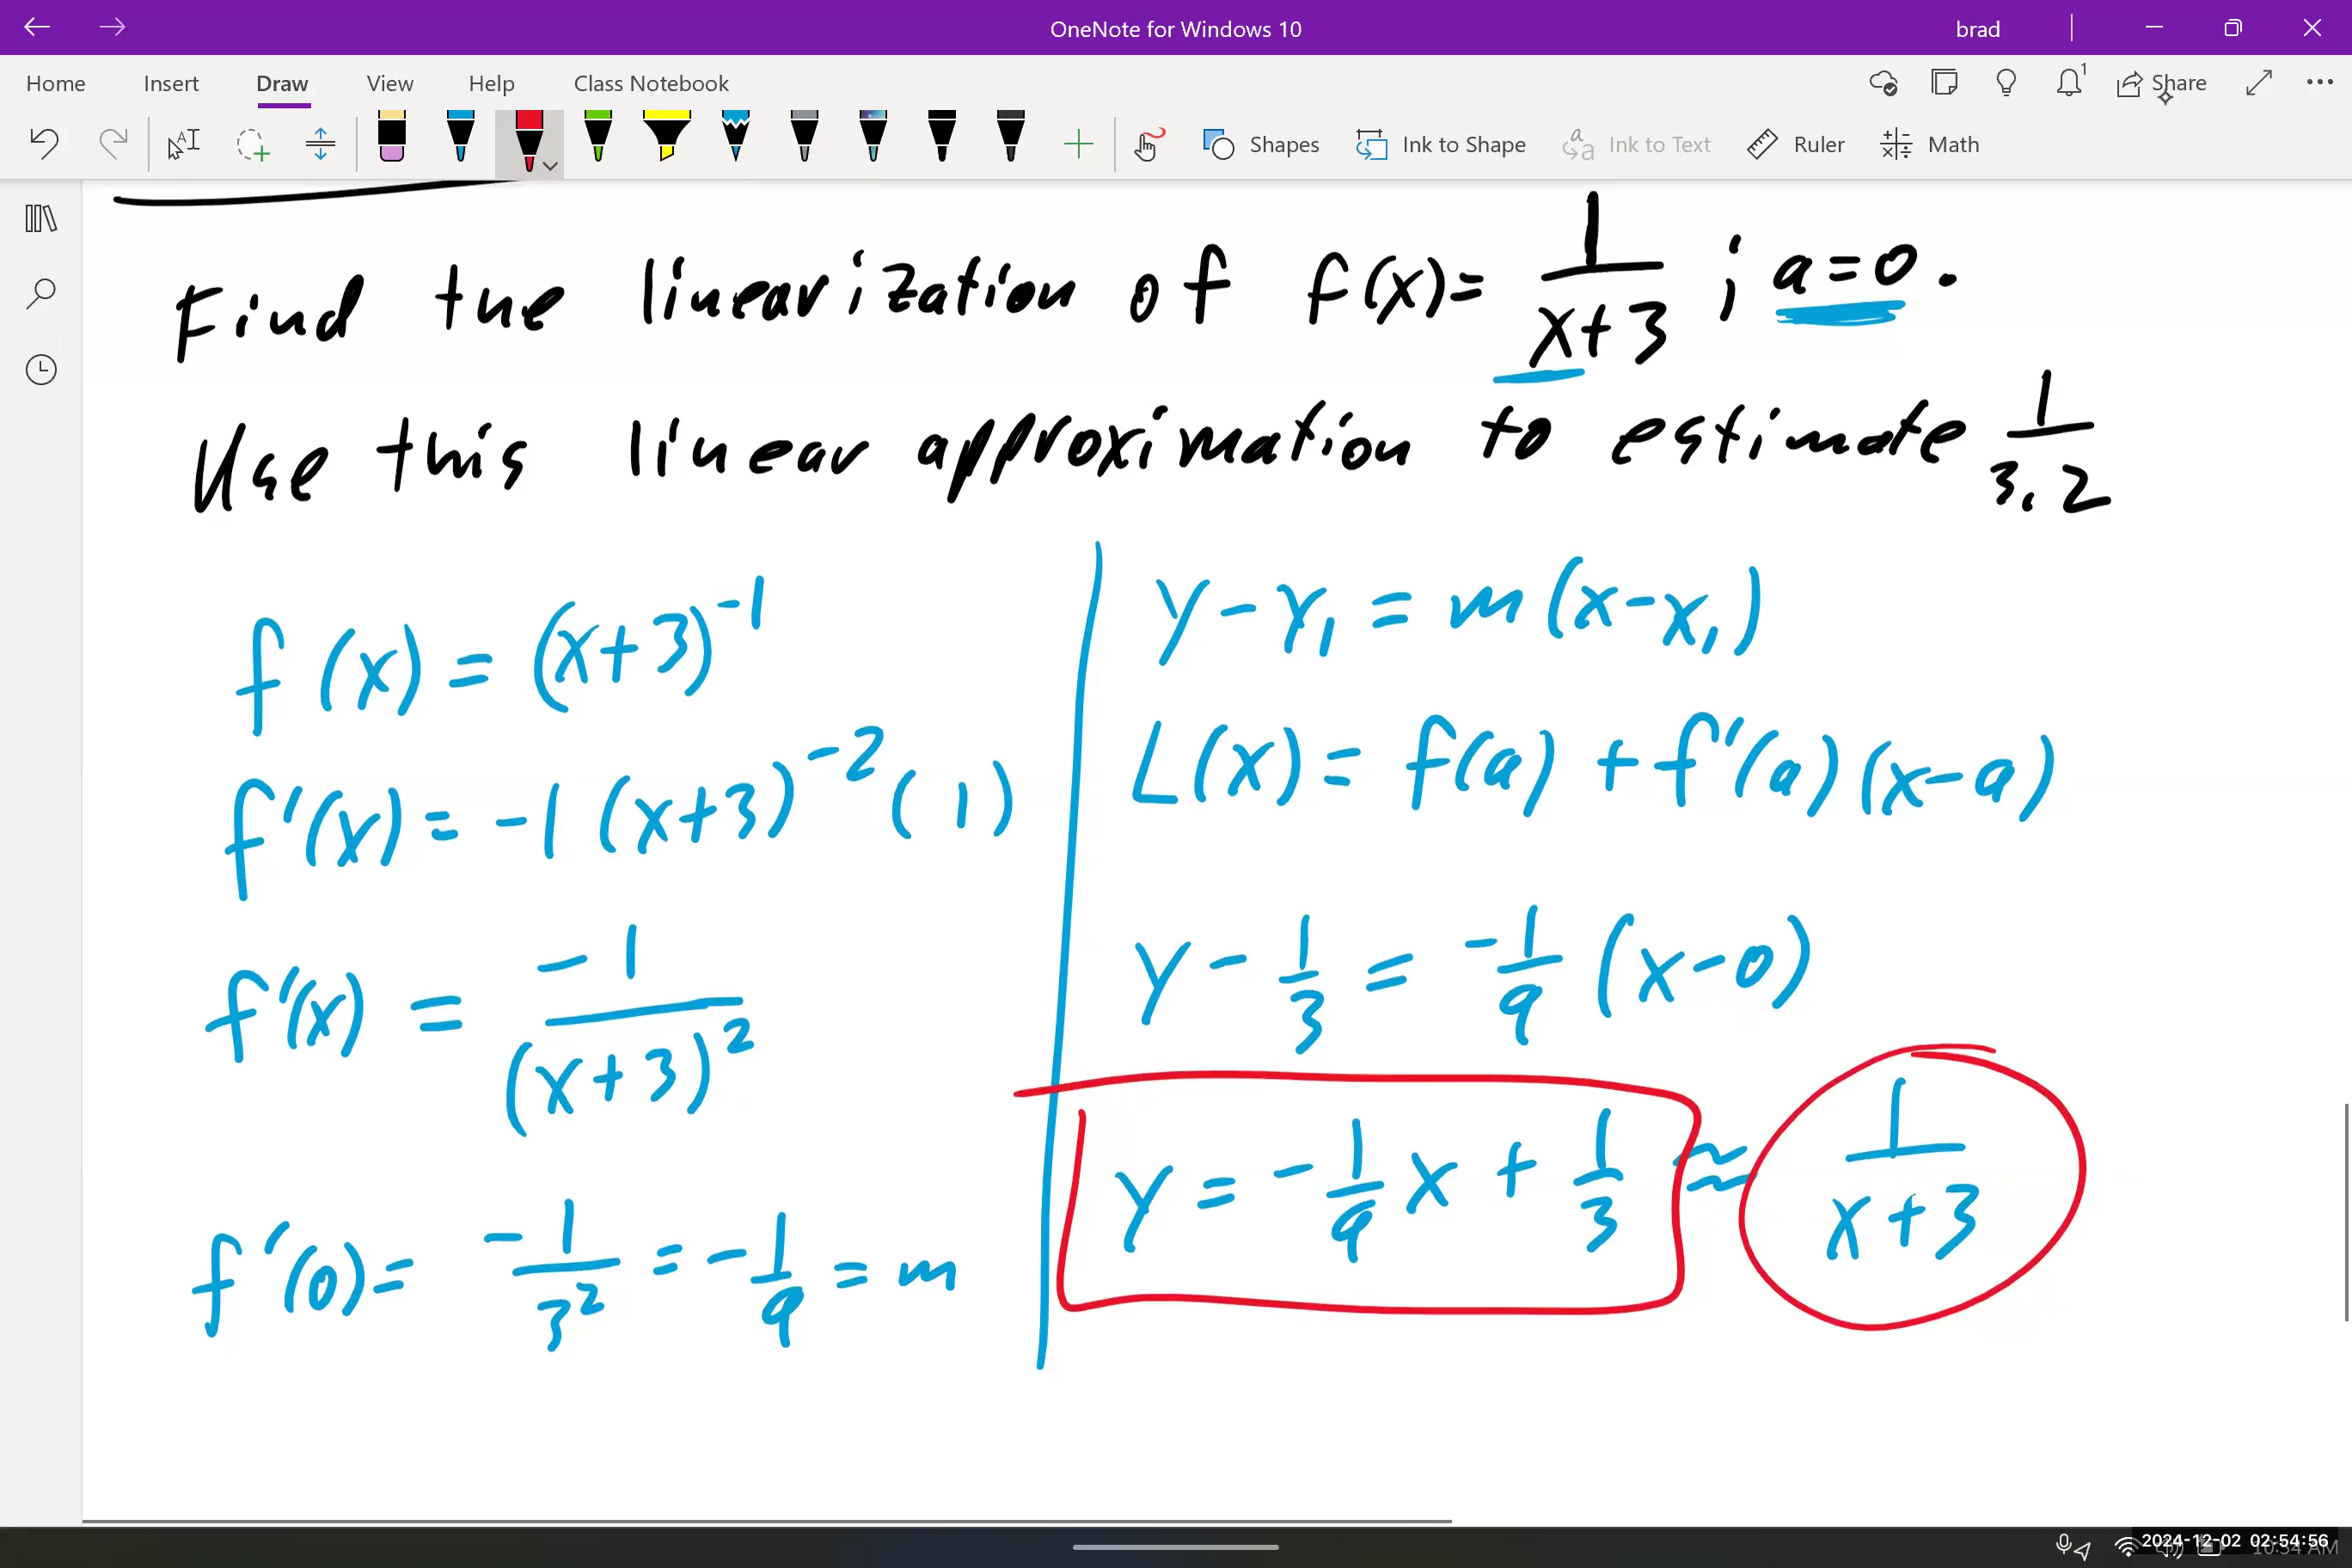 OneNote for Windows 10
brad
Home Insert Draw View Help Class Notebook
1 Share
Shapes Ink to Shape Ink to Text Ruler Math
Find the linearization of f(x)= 1/(x+3) ; a=0.
Use this linear approximation to estimate 1/3.2
f(x) = (x+3)^-1
f'(x) = -1 (x+3)^-2 (1)
f'(x) = -1/(x+3)^2
f'(0) = -1/3^2 = -1/9 = m
y - y₁ = m(x-x₁)
L(x) = f(a) + f'(a)(x-a)
y - 1/3 = -1/9 (x-0)
y = -1/9 x + 1/3 ≈ 1/(x+3)
2024-12-02 02:54:56